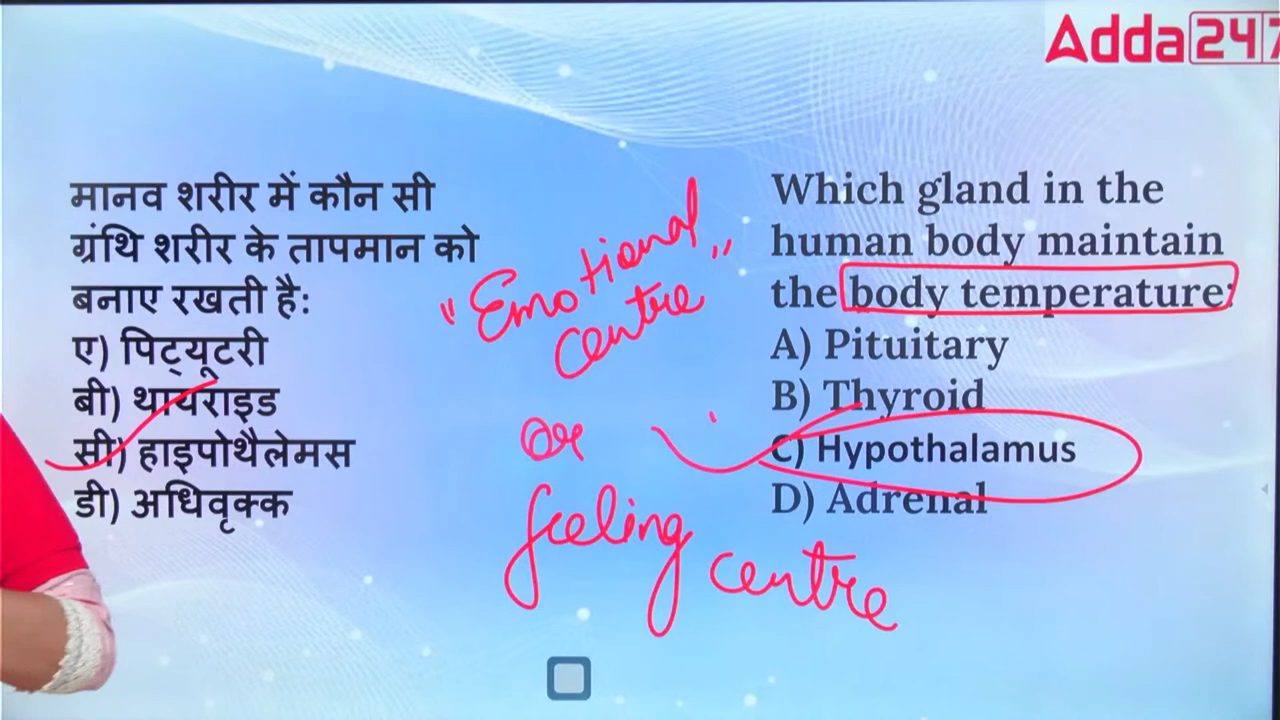 Adda247
मानव शरीर में कौन सी
ग्रंथि शरीर के तापमान को
बनाए रखती है:
ए) पिट्यूटरी
बी) थायराइड
सी) हाइपोथैलेमस
डी) अधिवृक्क
"Emotional"
centre
or
feeling
centre
Which gland in the
human body maintain
the body temperature:
A) Pituitary
B) Thyroid
C) Hypothalamus
D) Adrenal